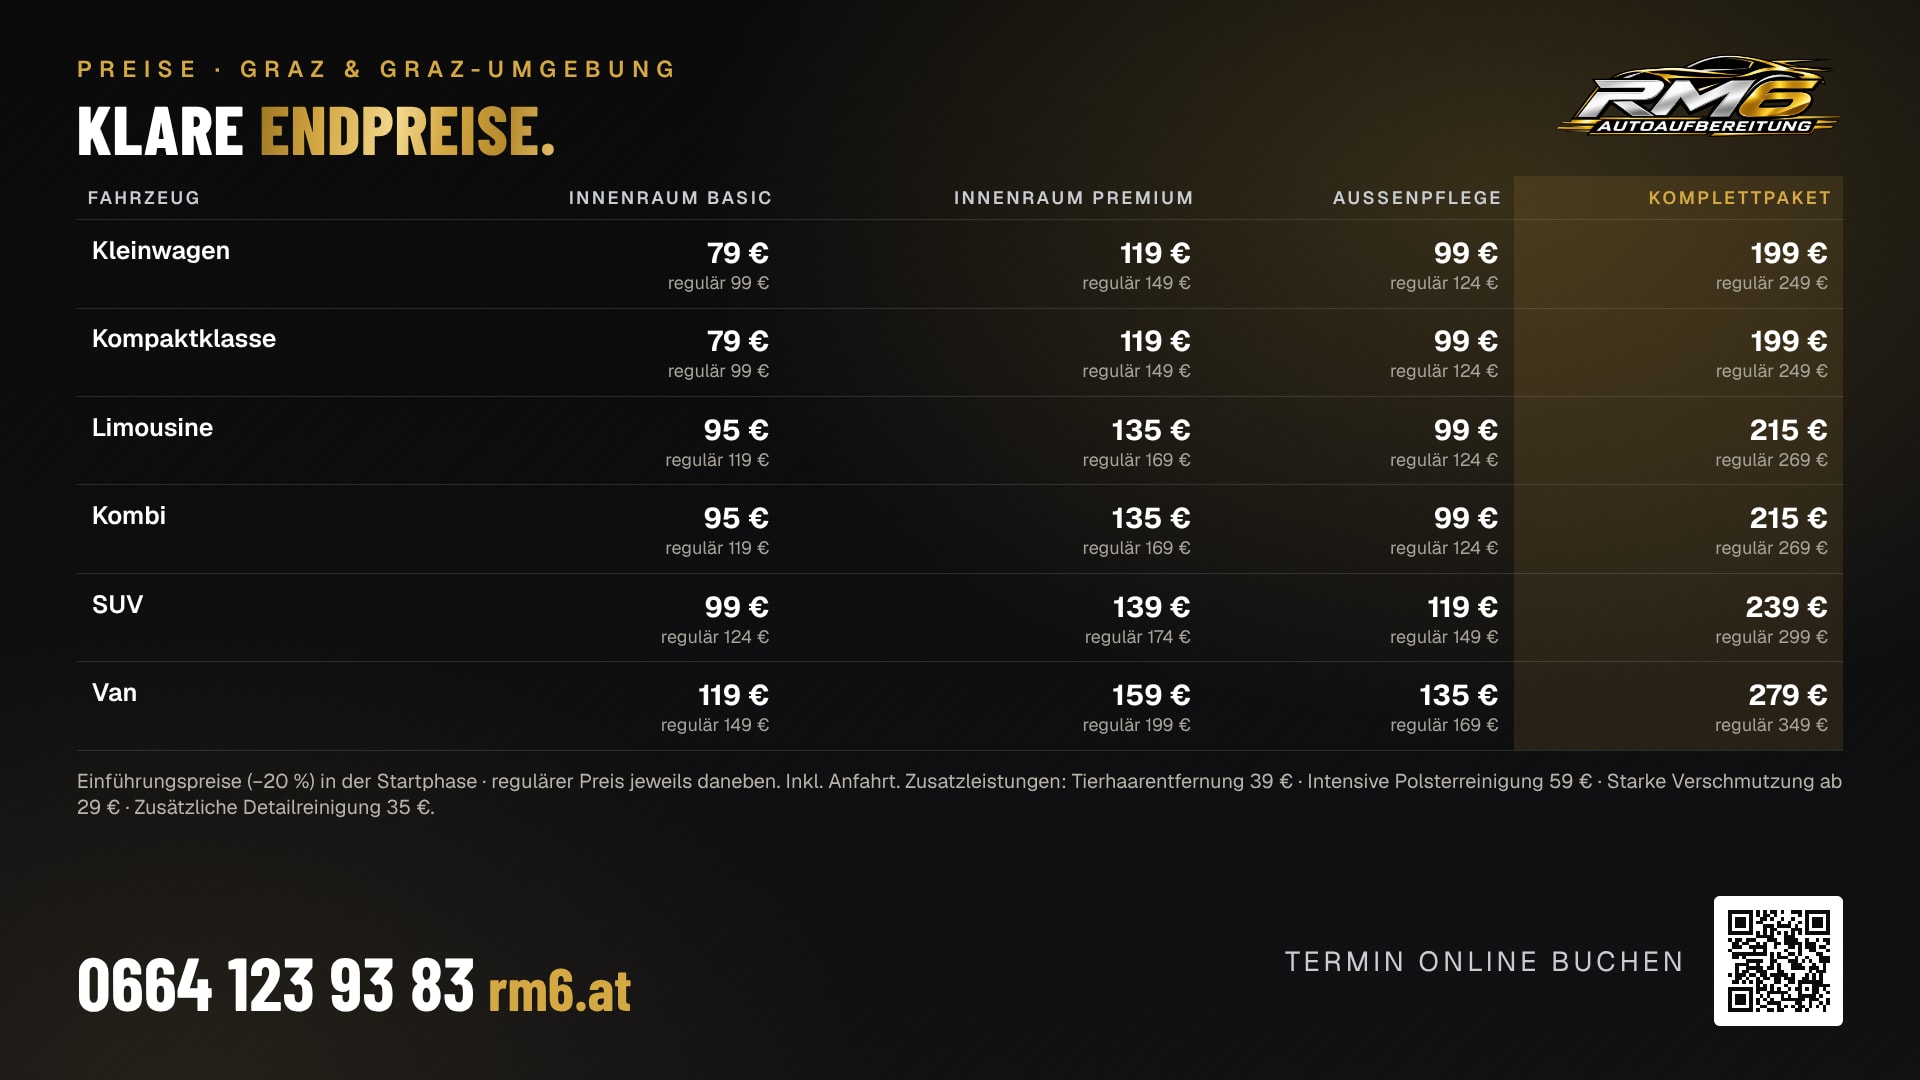 PREISE · GRAZ & GRAZ-UMGEBUNG
KLARE ENDPREISE.
RM6
AUTOAUFBEREITUNG
FAHRZEUG INNENRAUM BASIC INNENRAUM PREMIUM AUSSENPFLEGE KOMPLETTPAKET
Kleinwagen 79 € 119 € 99 € 199 €
regulär 99 € regulär 149 € regulär 124 € regulär 249 €
Kompaktklasse 79 € 119 € 99 € 199 €
regulär 99 € regulär 149 € regulär 124 € regulär 249 €
Limousine 95 € 135 € 99 € 215 €
regulär 119 € regulär 169 € regulär 124 € regulär 269 €
Kombi 95 € 135 € 99 € 215 €
regulär 119 € regulär 169 € regulär 124 € regulär 269 €
SUV 99 € 139 € 119 € 239 €
regulär 124 € regulär 174 € regulär 149 € regulär 299 €
Van 119 € 159 € 135 € 279 €
regulär 149 € regulär 199 € regulär 169 € regulär 349 €
Einführungspreise (−20 %) in der Startphase · regulärer Preis jeweils daneben. Inkl. Anfahrt. Zusatzleistungen: Tierhaarentfernung 39 € · Intensive Polsterreinigung 59 € · Starke Verschmutzung ab
29 € · Zusätzliche Detailreinigung 35 €.
TERMIN ONLINE BUCHEN
0664 123 93 83 rm6.at